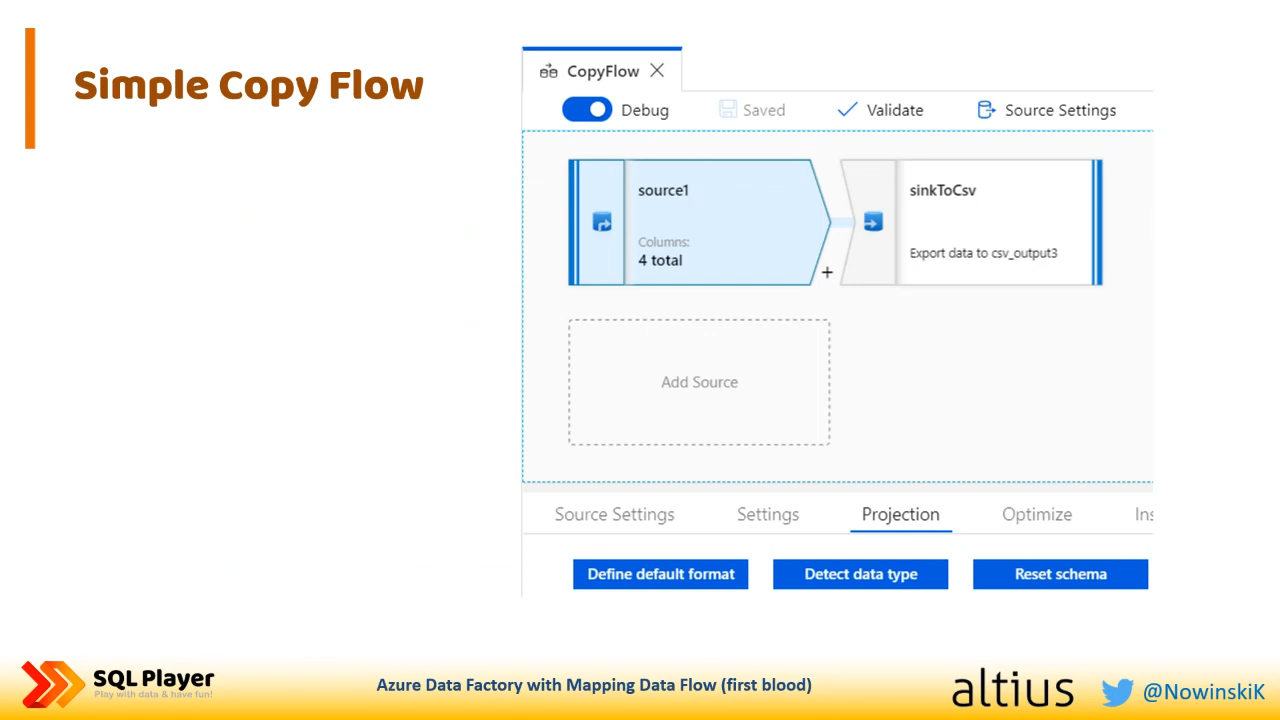 Simple Copy Flow
CopyFlow
Debug
Saved
Validate
Source Settings
source1
Columns:
4 total
+
sinkToCsv
Export data to csv_output3
Add Source
Source Settings
Settings
Projection
Optimize
Ins
Define default format
Detect data type
Reset schema
SQL Player
Play with data & have fun!
Azure Data Factory with Mapping Data Flow (first blood)
altius
@NowinskiK